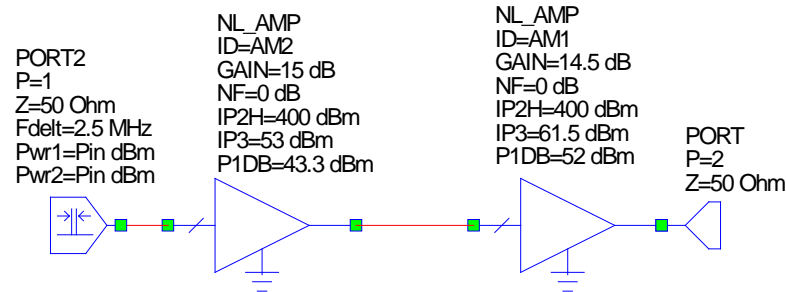 PORT2
P=1
Z=50 Ohm
Fdelt=2.5 MHz
Pwr1=Pin dBm
Pwr2=Pin dBm
NL_AMP
ID=AM2
GAIN=15 dB
NF=0 dB
IP2H=400 dBm
IP3=53 dBm
P1DB=43.3 dBm
NL_AMP
ID=AM1
GAIN=14.5 dB
NF=0 dB
IP2H=400 dBm
IP3=61.5 dBm
P1DB=52 dBm
PORT
P=2
Z=50 Ohm